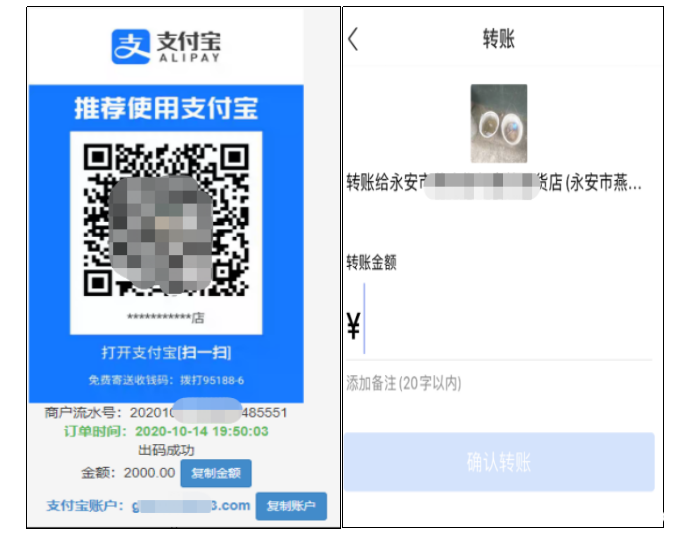 支付宝
ALIPAY
推荐使用支付宝
***********店
打开支付宝[扫一扫]
免费寄送收钱码：拨打95188-6
商户流水号：20201 485551
订单时间：2020-10-14 19:50:03
出码成功
金额：2000.00 复制金额
支付宝账户：g .com 复制账户
转账
转账给永安市 货店(永安市燕...
转账金额
¥
添加备注(20字以内)
确认转账